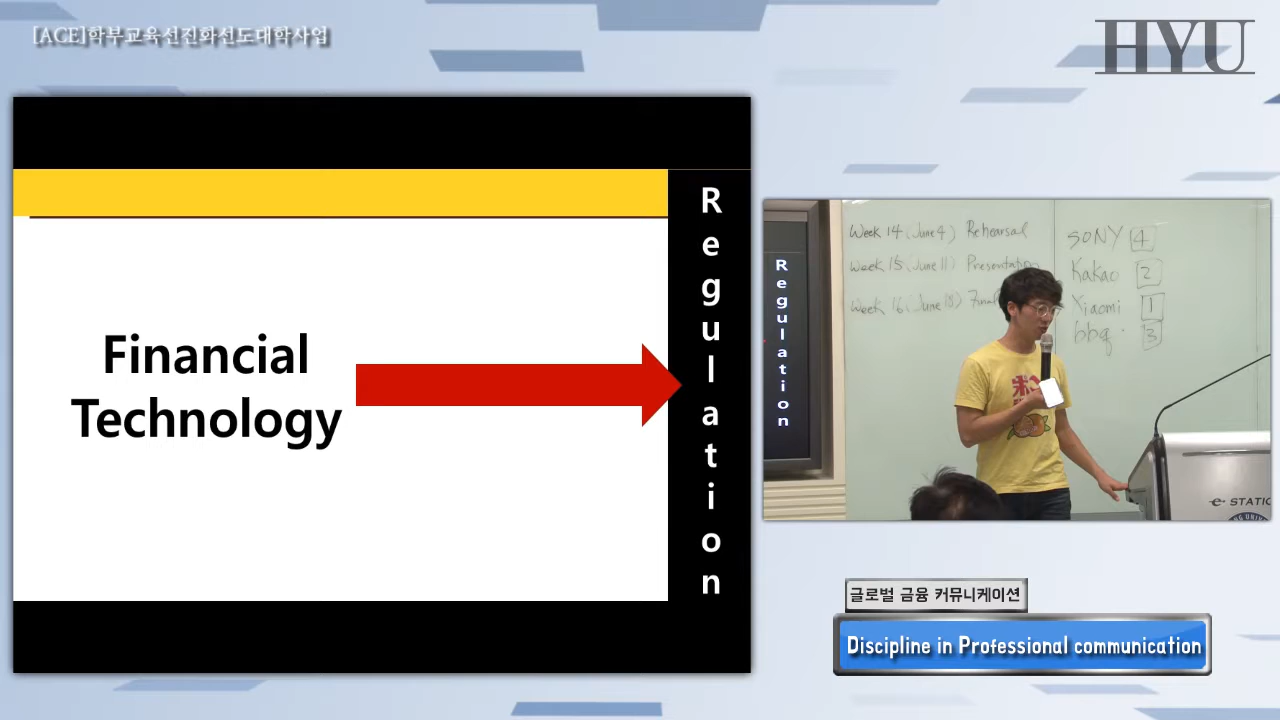 [ACE]학부교육선진화선도대학사업
HYU
Financial
Technology
Regulation
Regulation
Week 14 (June 4) Rehearsal
Week 15 (June 11) Presentation
Week 16 (June 18) Final
SONY 4
Kakao 2
Xiaomi 1
bbq 3
e-STATIO
글로벌 금융 커뮤니케이션
Discipline in Professional communication